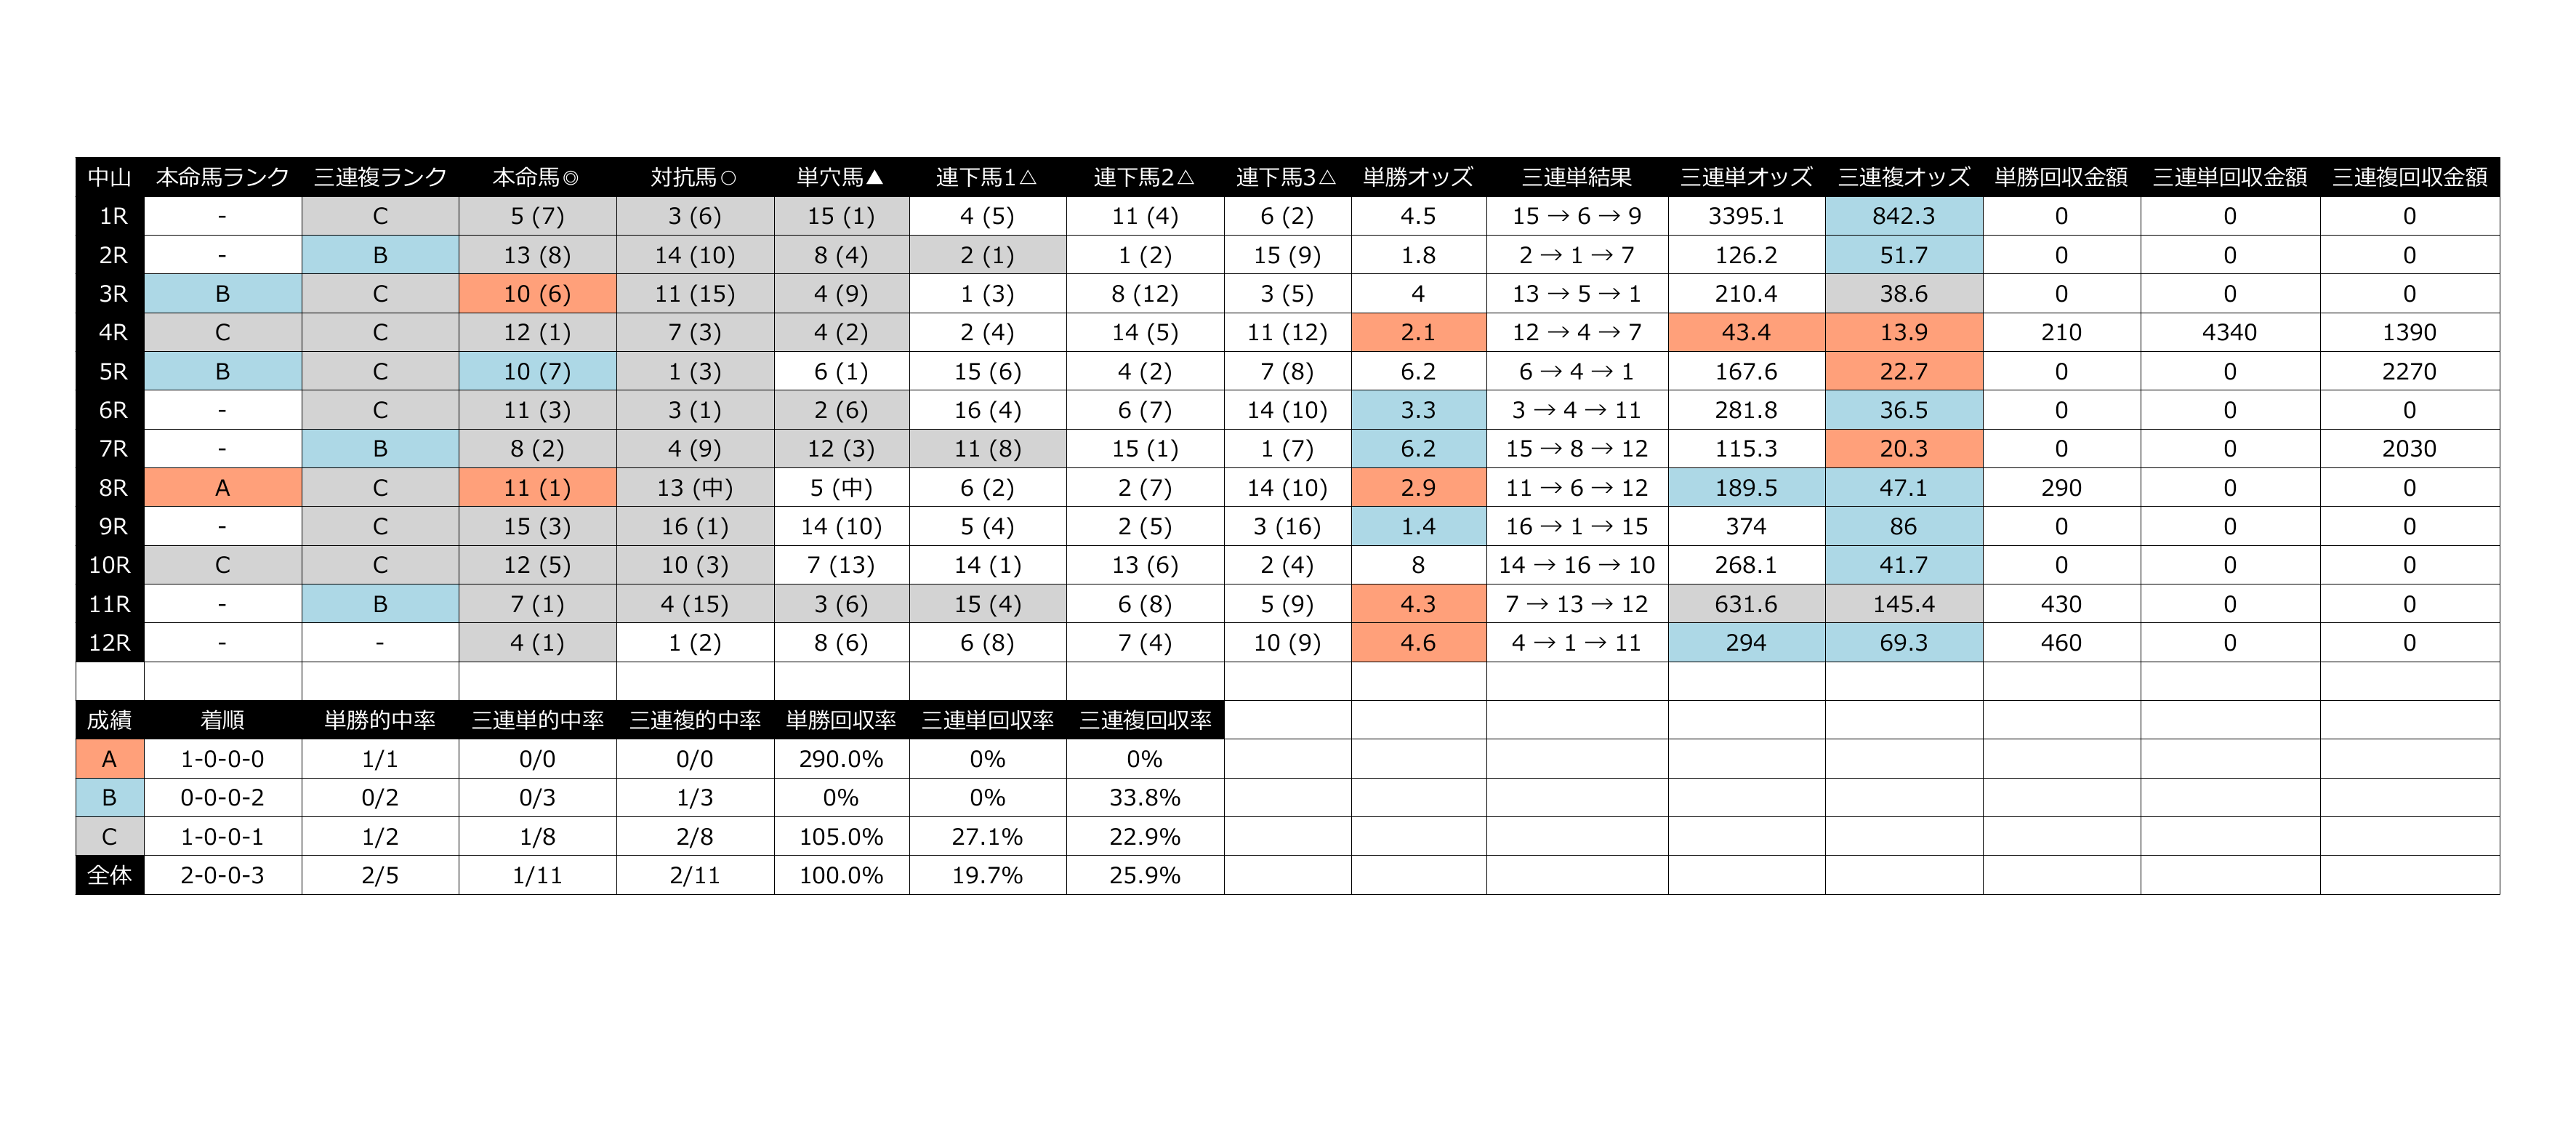 中山 本命馬ランク 三連複ランク 本命馬◎ 対抗馬○ 単穴馬▲ 連下馬1△ 連下馬2△ 連下馬3△ 単勝オッズ 三連単結果 三連単オッズ 三連複オッズ 単勝回収金額 三連単回収金額 三連複回収金額
1R - C 5 (7) 3 (6) 15 (1) 4 (5) 11 (4) 6 (2) 4.5 15 → 6 → 9 3395.1 842.3 0 0 0
2R - B 13 (8) 14 (10) 8 (4) 2 (1) 1 (2) 15 (9) 1.8 2 → 1 → 7 126.2 51.7 0 0 0
3R B C 10 (6) 11 (15) 4 (9) 1 (3) 8 (12) 3 (5) 4 13 → 5 → 1 210.4 38.6 0 0 0
4R C C 12 (1) 7 (3) 4 (2) 2 (4) 14 (5) 11 (12) 2.1 12 → 4 → 7 43.4 13.9 210 4340 1390
5R B C 10 (7) 1 (3) 6 (1) 15 (6) 4 (2) 7 (8) 6.2 6 → 4 → 1 167.6 22.7 0 0 2270
6R - C 11 (3) 3 (1) 2 (6) 16 (4) 6 (7) 14 (10) 3.3 3 → 4 → 11 281.8 36.5 0 0 0
7R - B 8 (2) 4 (9) 12 (3) 11 (8) 15 (1) 1 (7) 6.2 15 → 8 → 12 115.3 20.3 0 0 2030
8R A C 11 (1) 13 (中) 5 (中) 6 (2) 2 (7) 14 (10) 2.9 11 → 6 → 12 189.5 47.1 290 0 0
9R - C 15 (3) 16 (1) 14 (10) 5 (4) 2 (5) 3 (16) 1.4 16 → 1 → 15 374 86 0 0 0
10R C C 12 (5) 10 (3) 7 (13) 14 (1) 13 (6) 2 (4) 8 14 → 16 → 10 268.1 41.7 0 0 0
11R - B 7 (1) 4 (15) 3 (6) 15 (4) 6 (8) 5 (9) 4.3 7 → 13 → 12 631.6 145.4 430 0 0
12R - - 4 (1) 1 (2) 8 (6) 6 (8) 7 (4) 10 (9) 4.6 4 → 1 → 11 294 69.3 460 0 0
成績 着順 単勝的中率 三連単的中率 三連複的中率 単勝回収率 三連単回収率 三連複回収率
A 1-0-0-0 1/1 0/0 0/0 290.0% 0% 0%
B 0-0-0-2 0/2 0/3 1/3 0% 0% 33.8%
C 1-0-0-1 1/2 1/8 2/8 105.0% 27.1% 22.9%
全体 2-0-0-3 2/5 1/11 2/11 100.0% 19.7% 25.9%